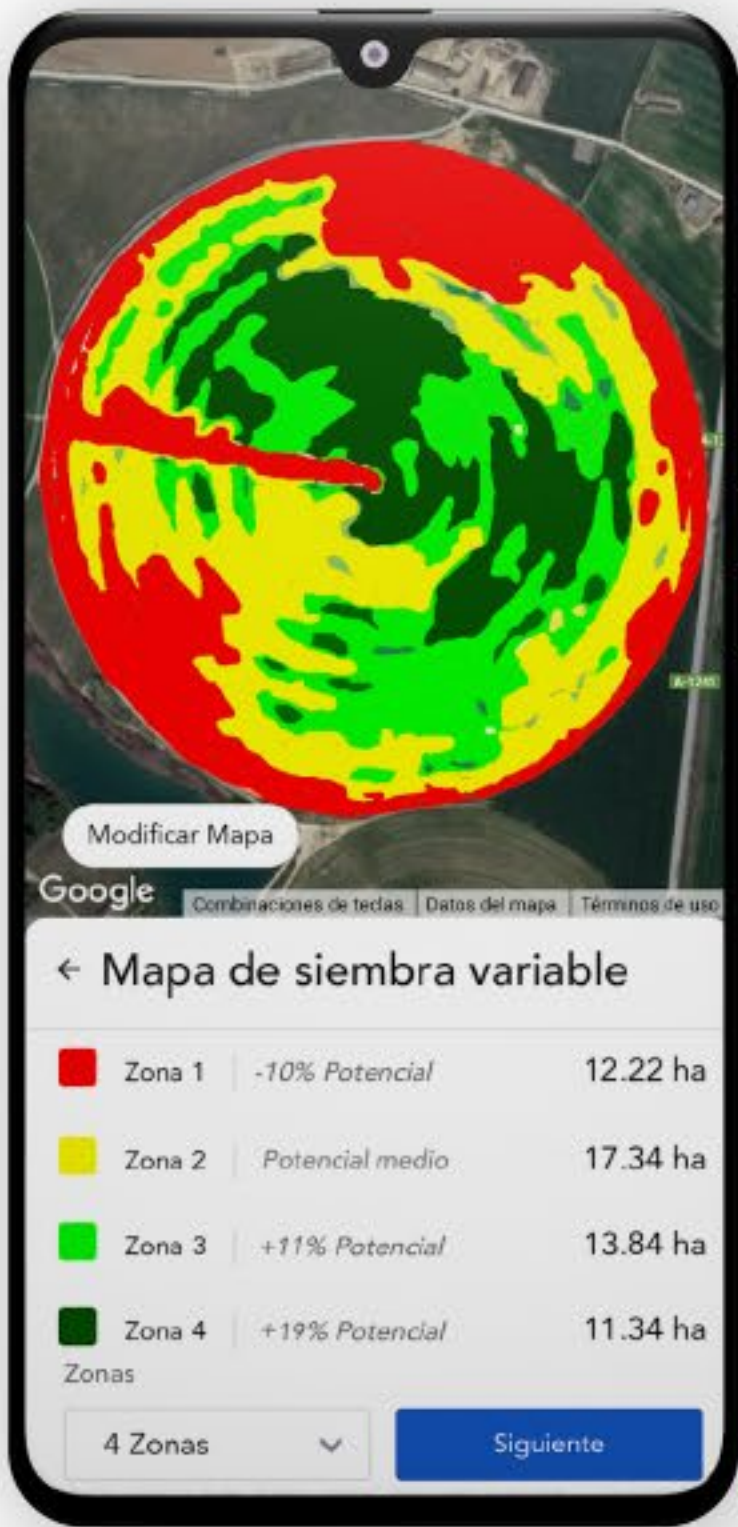 A-1241
Modificar Mapa
Google
Combinaciones de teclas
Datos del mapa
Términos de uso
← Mapa de siembra variable
Zona 1 -10% Potencial 12.22 ha
Zona 2 Potencial medio 17.34 ha
Zona 3 +11% Potencial 13.84 ha
Zona 4 +19% Potencial 11.34 ha
Zonas
4 Zonas
Siguiente